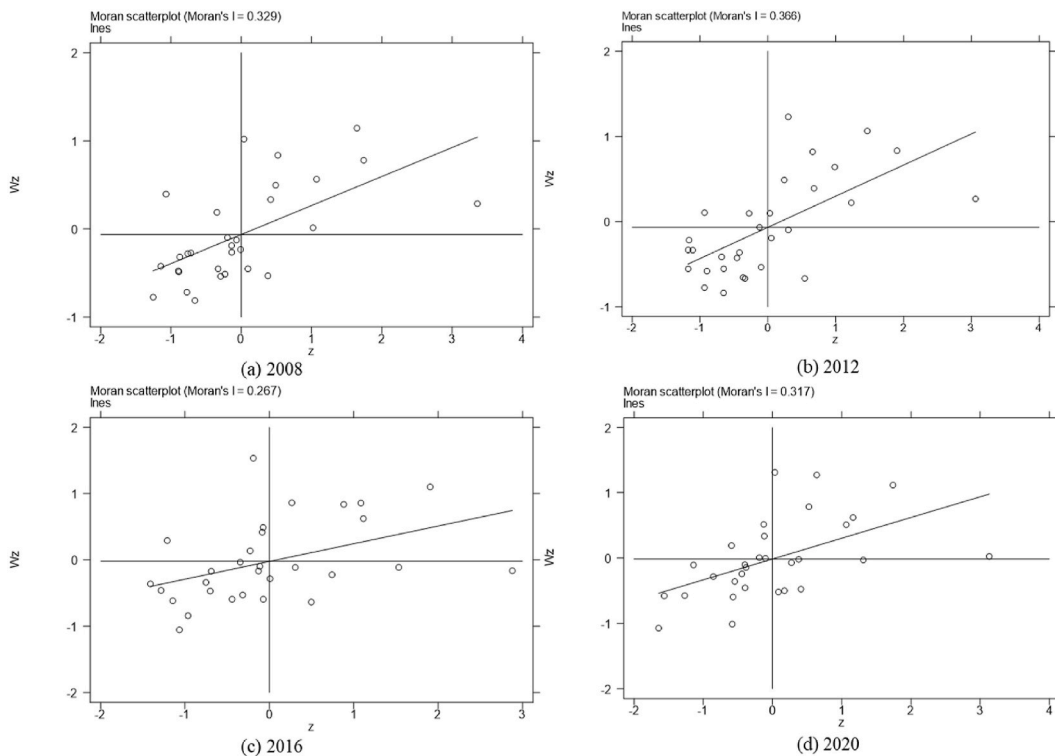 Moran scatterplot (Moran's I = 0.329)
lnes
2
1
0
-1
Wz
-2
-1
0
1
2
3
4
z
(a) 2008
Moran scatterplot (Moran's I = 0.366)
lnes
2
1
0
-1
Wz
-2
-1
0
1
2
3
4
z
(b) 2012
Moran scatterplot (Moran's I = 0.267)
lnes
2
1
0
-1
-2
Wz
-2
-1
0
1
2
3
z
(c) 2016
Moran scatterplot (Moran's I = 0.317)
lnes
2
1
0
-1
-2
Wz
-2
-1
0
1
2
3
4
z
(d) 2020